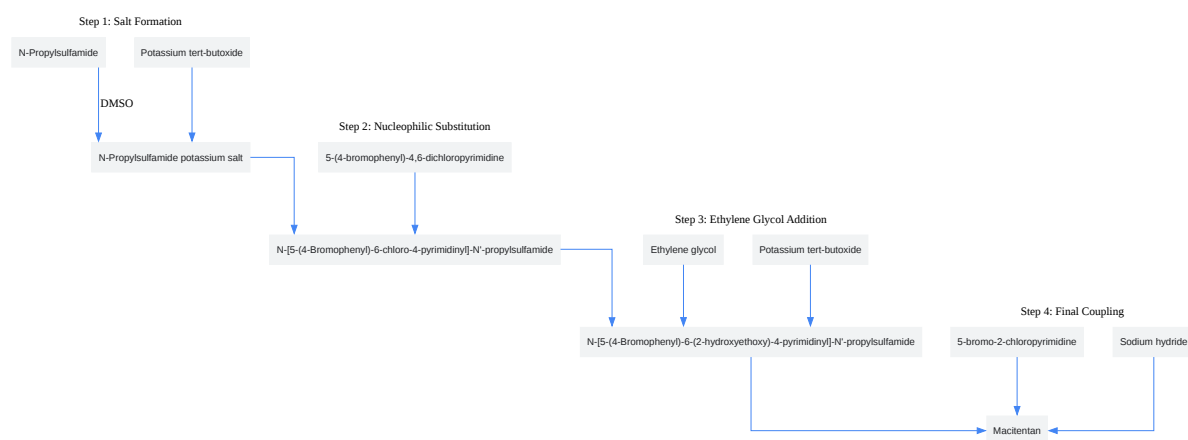 Step 1: Salt Formation
N-Propylsulfamide
Potassium tert-butoxide
DMSO
N-Propylsulfamide potassium salt
Step 2: Nucleophilic Substitution
5-(4-bromophenyl)-4,6-dichloropyrimidine
N-[5-(4-Bromophenyl)-6-chloro-4-pyrimidinyl]-N'-propylsulfamide
Step 3: Ethylene Glycol Addition
Ethylene glycol
Potassium tert-butoxide
N-[5-(4-Bromophenyl)-6-(2-hydroxyethoxy)-4-pyrimidinyl]-N'-propylsulfamide
Step 4: Final Coupling
5-bromo-2-chloropyrimidine
Sodium hydride
Macitentan